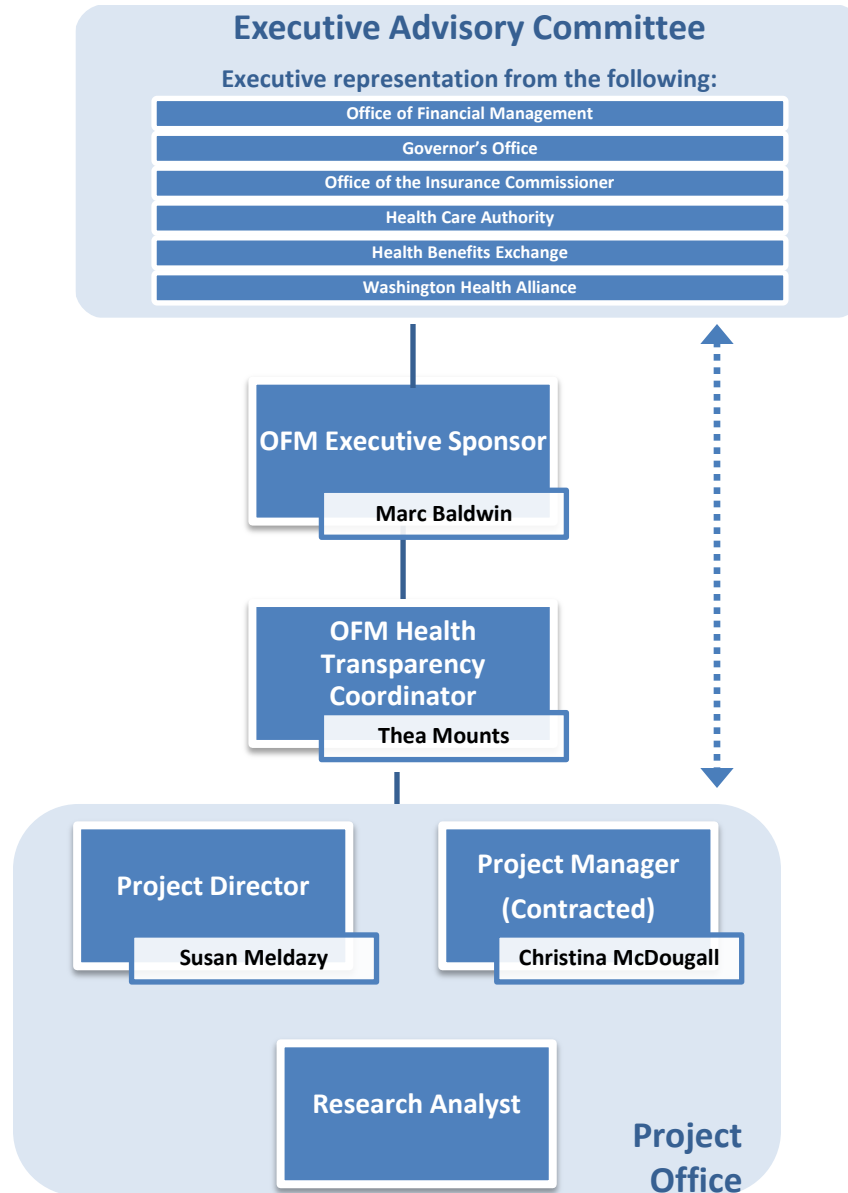 Executive Advisory Committee
Executive representation from the following:
Office of Financial Management
Governor's Office
Office of the Insurance Commissioner
Health Care Authority
Health Benefits Exchange
Washington Health Alliance
OFM Executive Sponsor
Marc Baldwin
OFM Health
Transparency
Coordinator
Thea Mounts
Project Director
Susan Meldazy
Project Manager
(Contracted)
Christina McDougall
Research Analyst
Project
Office